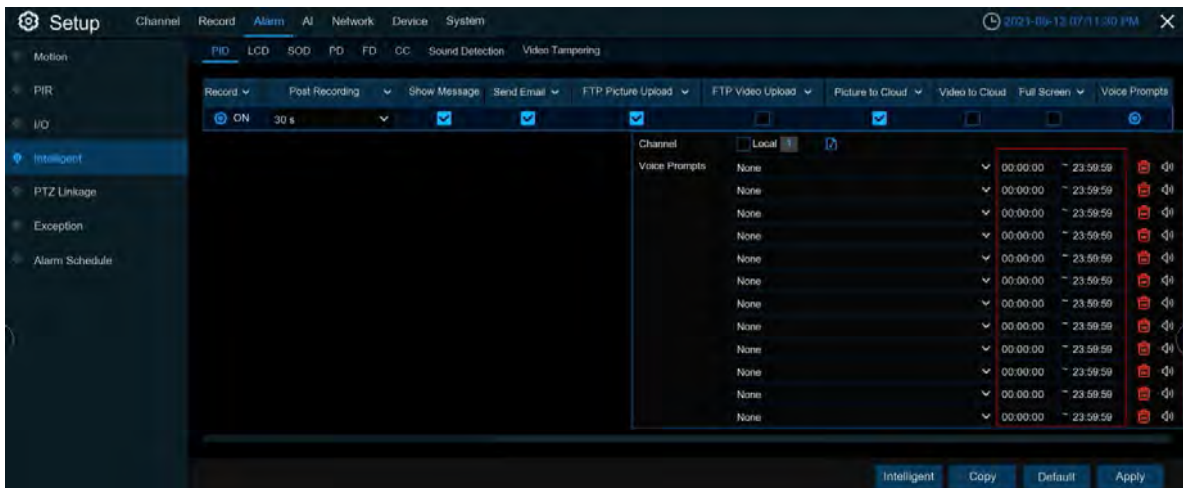 Setup Channel Record Alarm AI Network Device System
PID LCD SOD PD FD CC Sound Detection Video Tampering
Motion
PIR
I/O
Intelligent
PTZ Linkage
Exception
Alarm Schedule
Record Post Recording Show Message Send Email FTP Picture Upload FTP Video Upload Picture to Cloud Video to Cloud Full Screen Voice Prompts
ON 30 s
Channel Local 1
Voice Prompts None 00:00:00 ~ 23:59:59
None 00:00:00 ~ 23:59:59
None 00:00:00 ~ 23:59:59
None 00:00:00 ~ 23:59:59
None 00:00:00 ~ 23:59:59
None 00:00:00 ~ 23:59:59
None 00:00:00 ~ 23:59:59
None 00:00:00 ~ 23:59:59
None 00:00:00 ~ 23:59:59
None 00:00:00 ~ 23:59:59
None 00:00:00 ~ 23:59:59
None 00:00:00 ~ 23:59:59
Intelligent Copy Default Apply